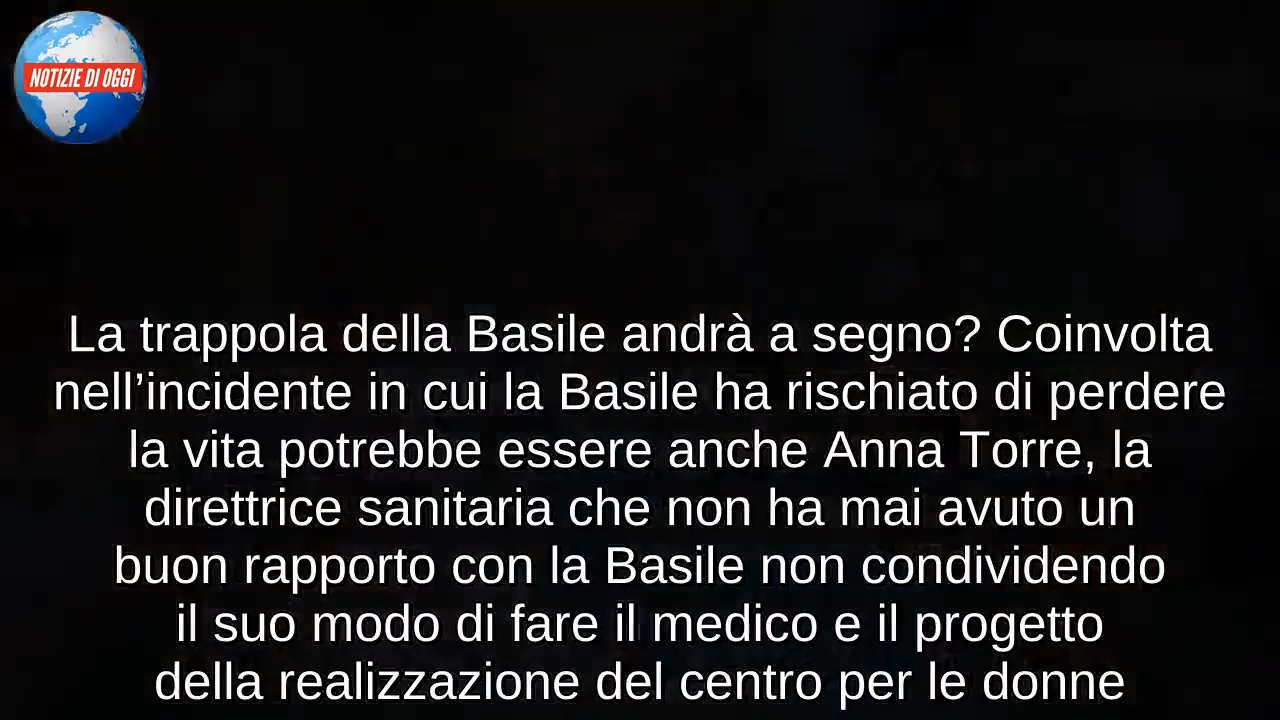 NOTIZIE DI OGGI
La trappola della Basile andrà a segno? Coinvolta
nell’incidente in cui la Basile ha rischiato di perdere
la vita potrebbe essere anche Anna Torre, la
direttrice sanitaria che non ha mai avuto un
buon rapporto con la Basile non condividendo
il suo modo di fare il medico e il progetto
della realizzazione del centro per le donne